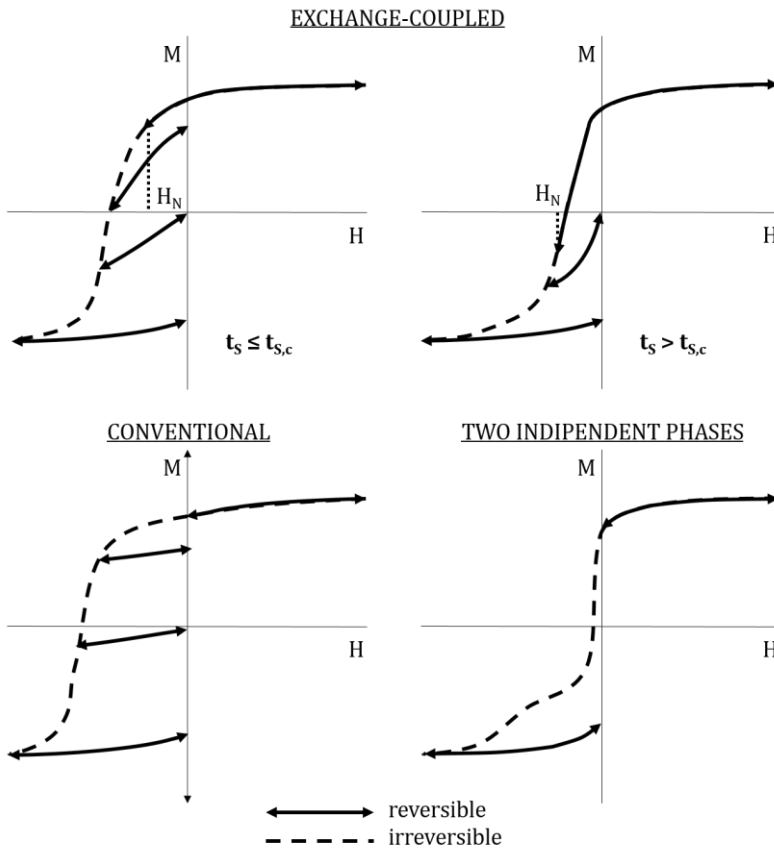 EXCHANGE-COUPLED
M M
H_N H_N
H H
t_S ≤ t_S,c t_S > t_S,c
CONVENTIONAL TWO INDIPENDENT PHASES
M M
H H
reversible
irreversible